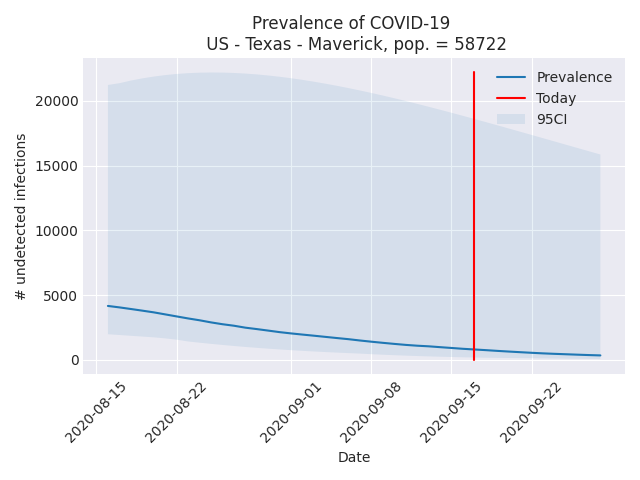 Prevalence of COVID-19
US - Texas - Maverick, pop. = 58722
Prevalence
Today
95CI
# undetected infections
20000
15000
10000
5000
0
2020-08-15
2020-08-22
2020-09-01
2020-09-08
2020-09-15
2020-09-22
Date